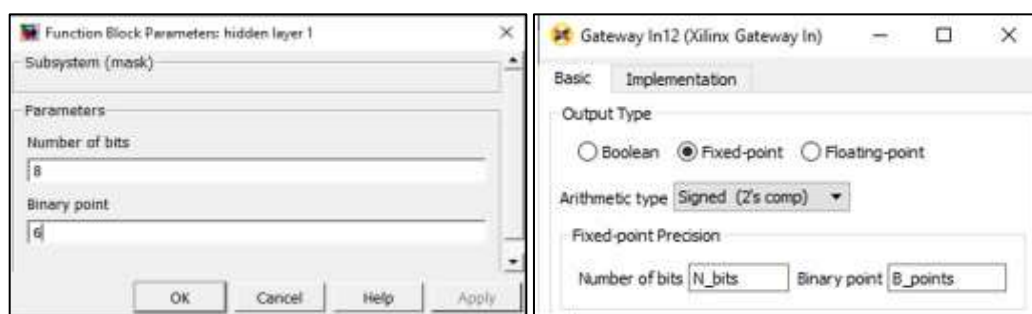 Function Block Parameters: hidden layer 1
Subsystem (mask)
Parameters
Number of bits
8
Binary point
6
OK Cancel Help Apply
Gateway In12 (Xilinx Gateway In)
Basic Implementation
Output Type
Boolean Fixed-point Floating-point
Arithmetic type Signed (2's comp)
Fixed-point Precision
Number of bits N_bits Binary point B_points